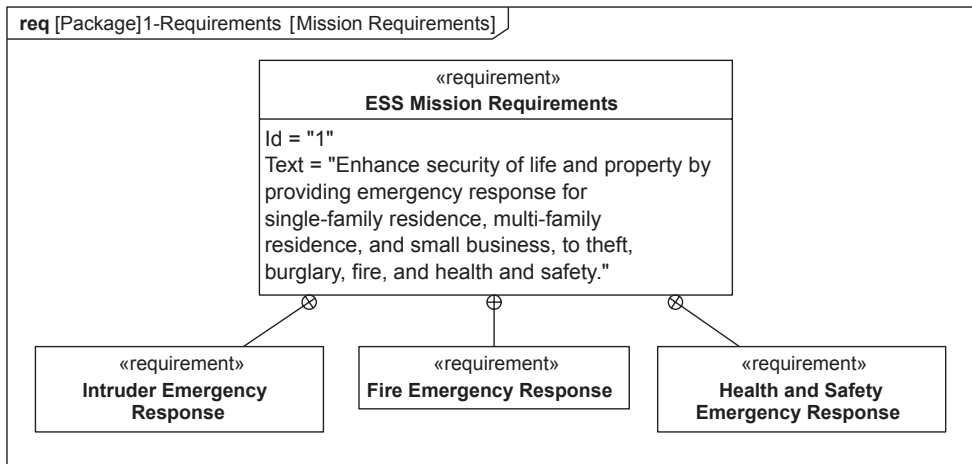 req [Package]1-Requirements [Mission Requirements]
«requirement»
ESS Mission Requirements
Id = "1"
Text = "Enhance security of life and property by
providing emergency response for
single-family residence, multi-family
residence, and small business, to theft,
burglary, fire, and health and safety."
«requirement»
Intruder Emergency
Response
«requirement»
Fire Emergency Response
«requirement»
Health and Safety
Emergency Response